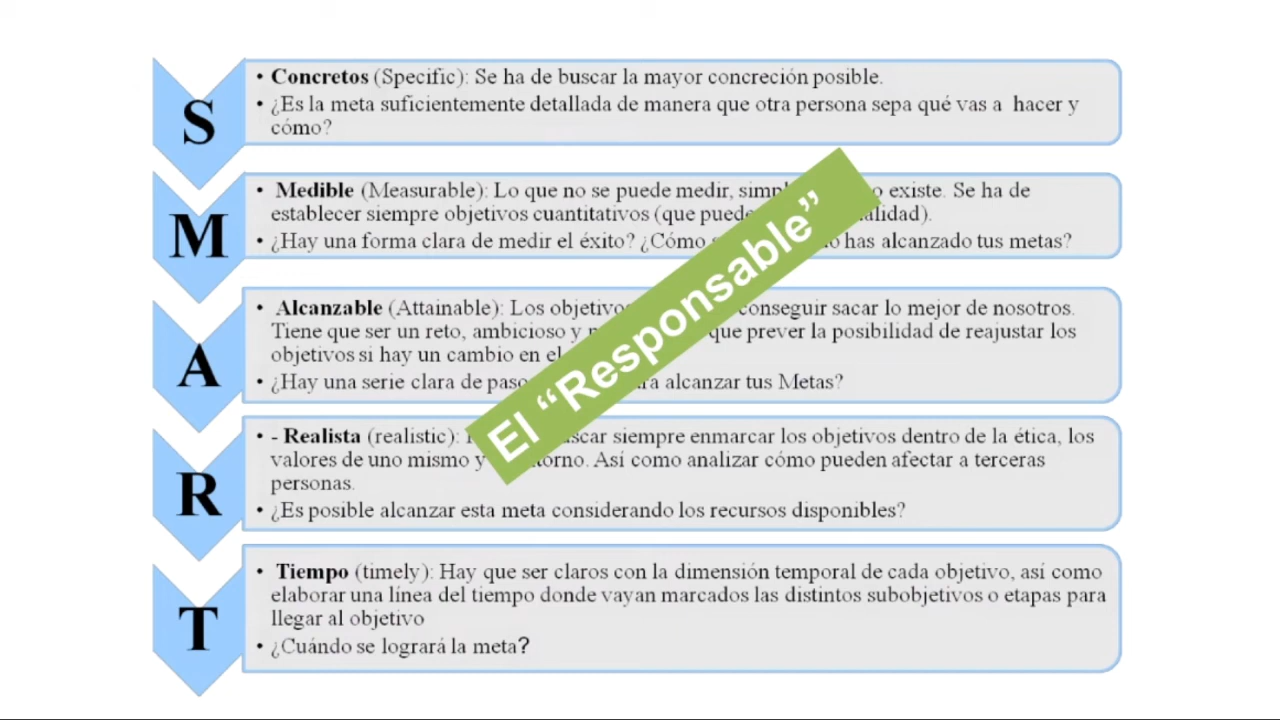 S
• Concretos (Specific): Se ha de buscar la mayor concreción posible.
• ¿Es la meta suficientemente detallada de manera que otra persona sepa qué vas a hacer y
cómo?
M
• Medible (Measurable): Lo que no se puede medir, existe. Se ha de
establecer siempre objetivos cuantitativos (que
• ¿Hay una forma clara de medir el éxito? ¿Cómo has alcanzado tus metas?
A
• Alcanzable (Attainable): Los conseguir sacar lo mejor de nosotros.
Tiene que ser un reto, ambicioso y que prever la posibilidad de reajustar los
objetivos si hay un cambio en el
• ¿Hay una serie clara de alcanzar tus Metas?
R
• - Realista (realistic): siempre enmarcar los objetivos dentro de la ética, los
valores de uno mismo y Así como analizar cómo pueden afectar a terceras
personas.
• ¿Es posible alcanzar esta meta considerando los recursos disponibles?
T
• Tiempo (timely): Hay que ser claros con la dimensión temporal de cada objetivo, así como
elaborar una línea del tiempo donde vayan marcados las distintos subobjetivos o etapas para
llegar al objetivo
• ¿Cuándo se logrará la meta?
El “Responsable”